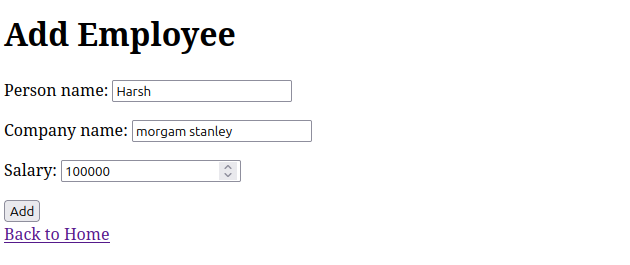 Add Employee
Person name: Harsh
Company name: morgam stanley
Salary: 100000
Add
Back to Home